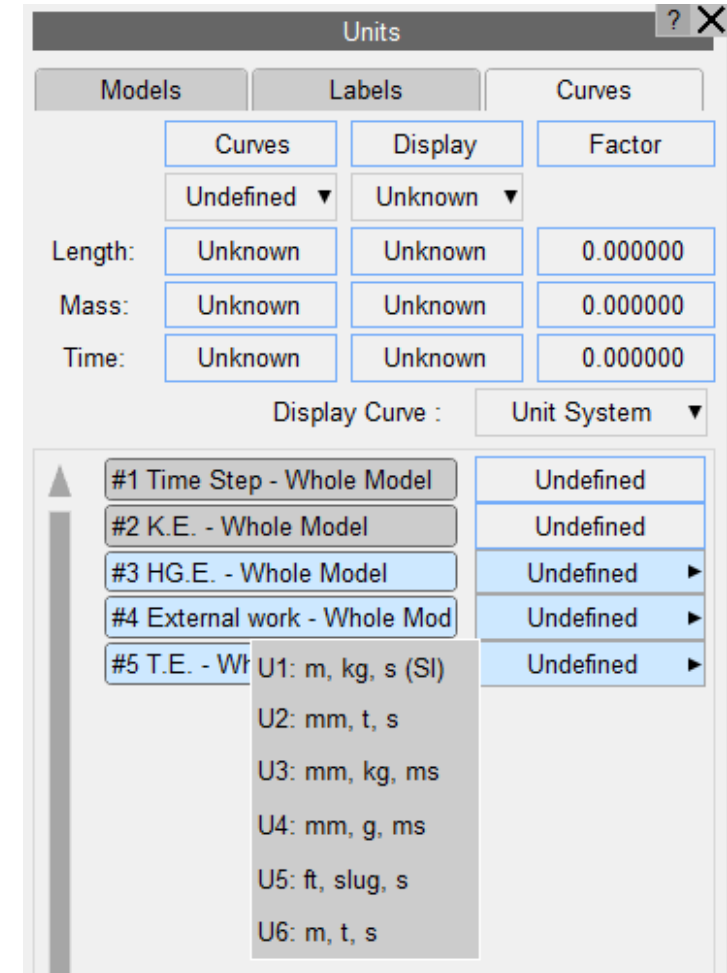 Units ?
Models Labels Curves
Curves Display Factor
Undefined ▼ Unknown ▼
Length: Unknown Unknown 0.000000
Mass: Unknown Unknown 0.000000
Time: Unknown Unknown 0.000000
Display Curve : Unit System ▼
#1 Time Step - Whole Model Undefined
#2 K.E. - Whole Model Undefined
#3 HG.E. - Whole Model Undefined ►
#4 External work - Whole Mod Undefined ►
#5 T.E. - Wh Undefined ►
U1: m, kg, s (SI)
U2: mm, t, s
U3: mm, kg, ms
U4: mm, g, ms
U5: ft, slug, s
U6: m, t, s